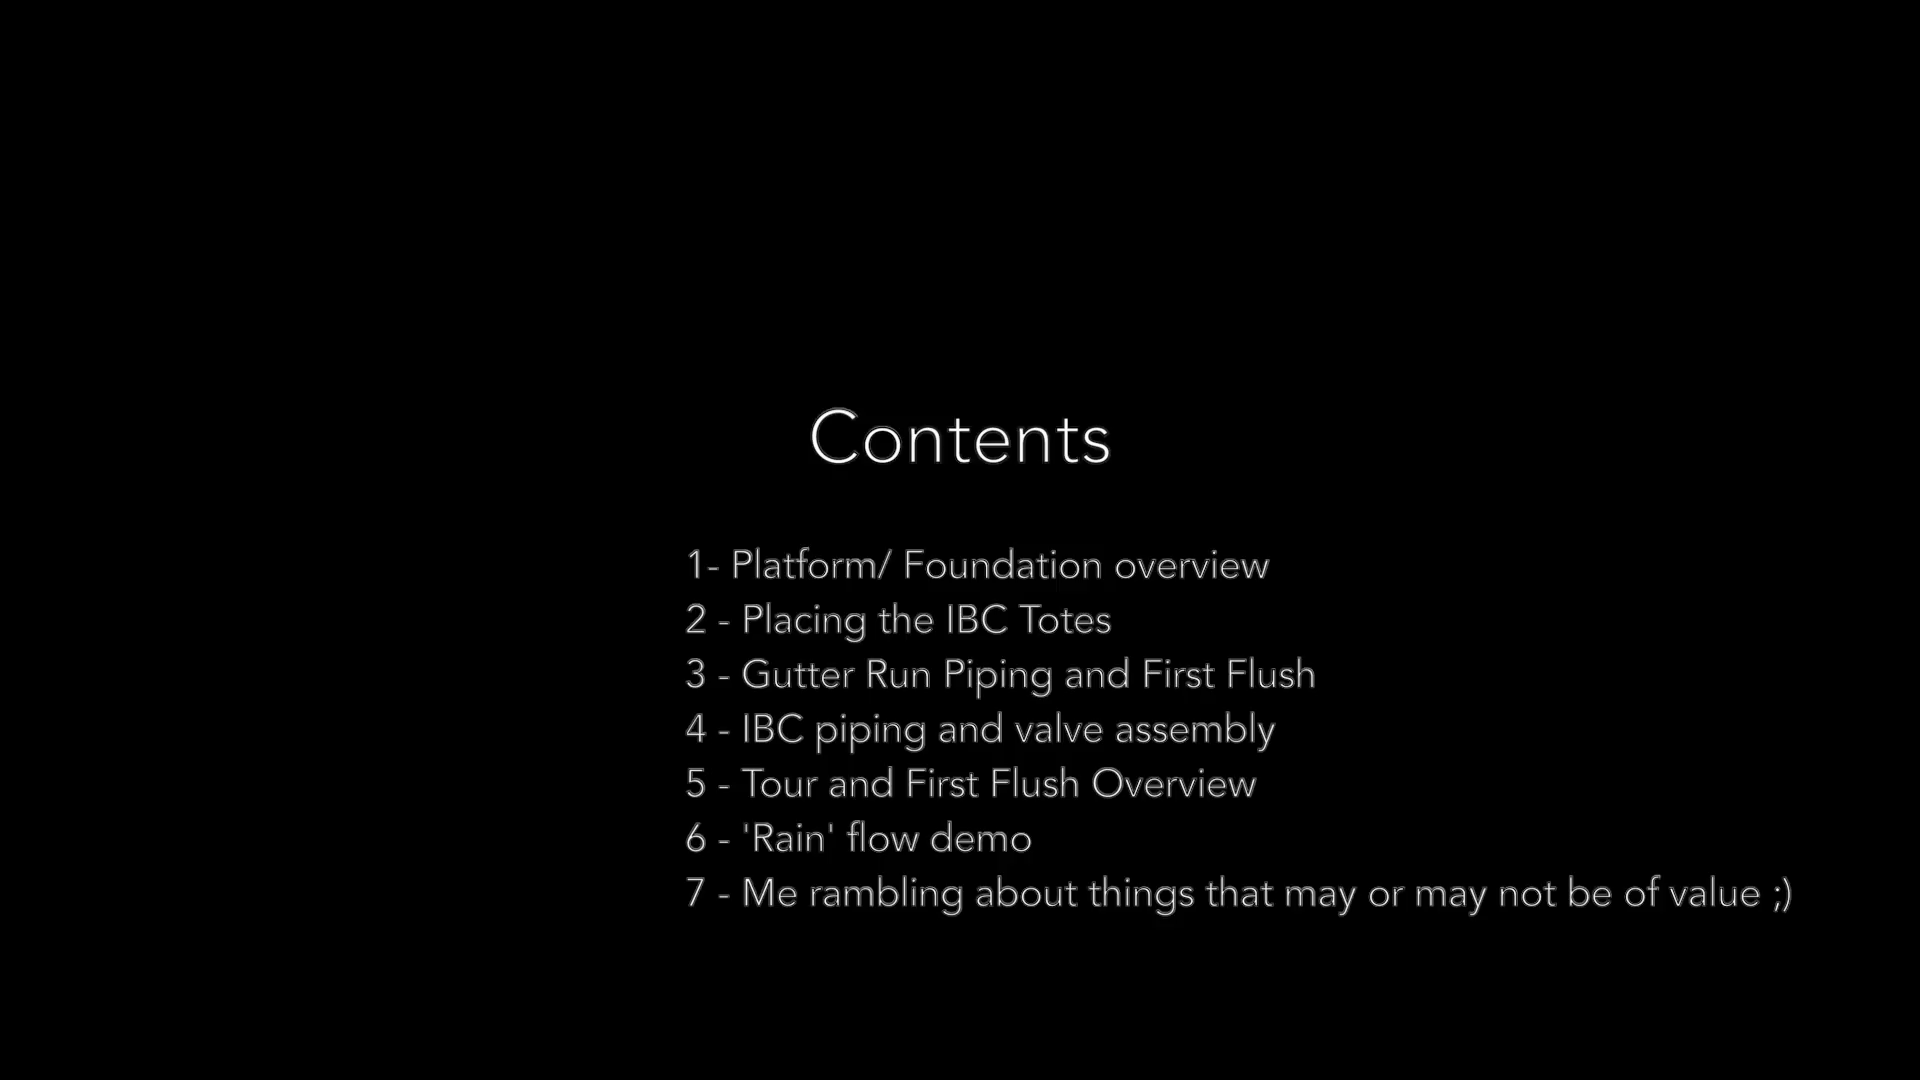 Contents
1- Platform/ Foundation overview
2 - Placing the IBC Totes
3 - Gutter Run Piping and First Flush
4 - IBC piping and valve assembly
5 - Tour and First Flush Overview
6 - 'Rain' flow demo
7 - Me rambling about things that may or may not be of value ;)